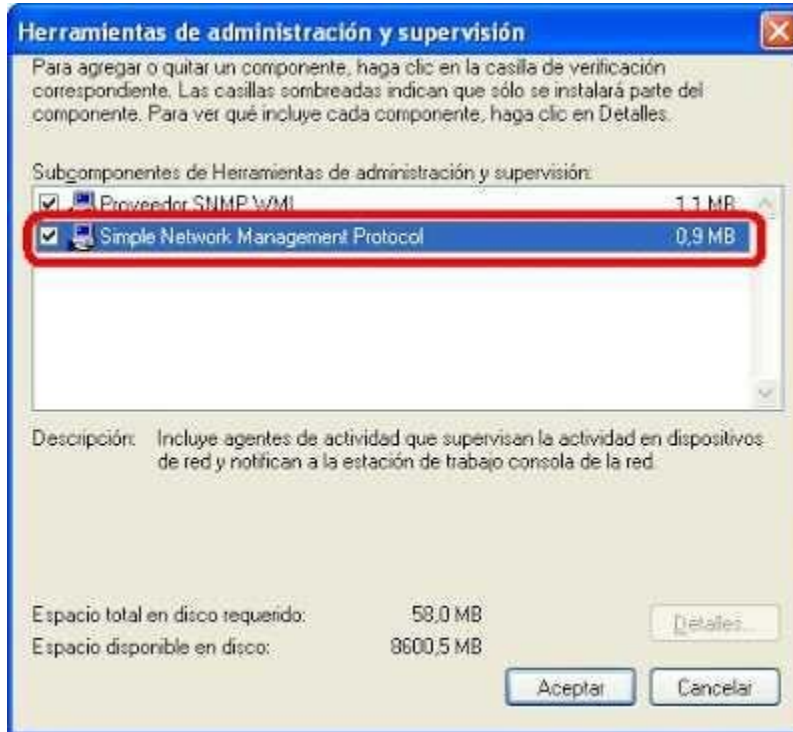 Herramientas de administración y supervisión
Para agregar o quitar un componente, haga clic en la casilla de verificación
correspondiente. Las casillas sombreadas indican que sólo se instalará parte del
componente. Para ver qué incluye cada componente, haga clic en Detalles.
Subcomponentes de Herramientas de administración y supervisión:
Proveedor SNMP WMI 1,1 MB
Simple Network Management Protocol 0,9 MB
Descripción: Incluye agentes de actividad que supervisan la actividad en dispositivos
de red y notifican a la estación de trabajo consola de la red.
Espacio total en disco requerido: 58,0 MB
Detalles...
Espacio disponible en disco: 8600,5 MB
Aceptar Cancelar